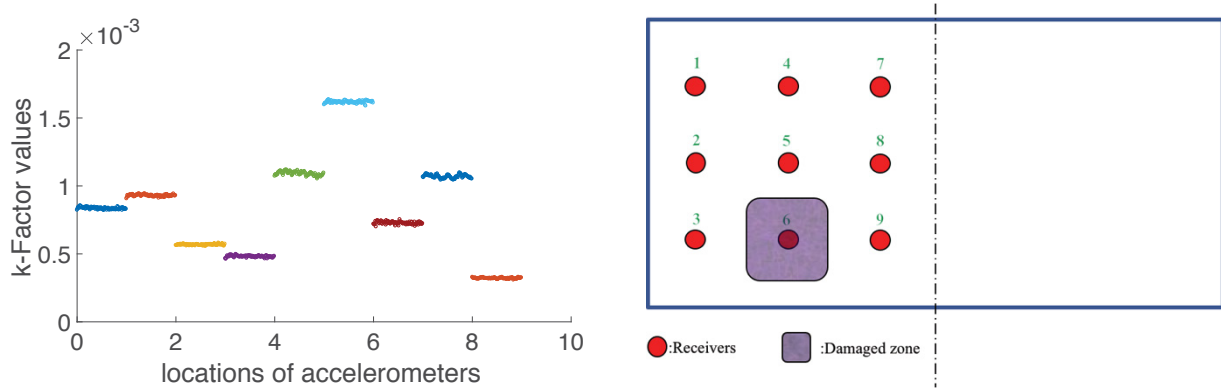 ×10⁻³
2
1.5
1
0.5
0
0 2 4 6 8 10
k-Factor values
locations of accelerometers
1 4 7
2 5 8
3 6 9
:Receivers :Damaged zone